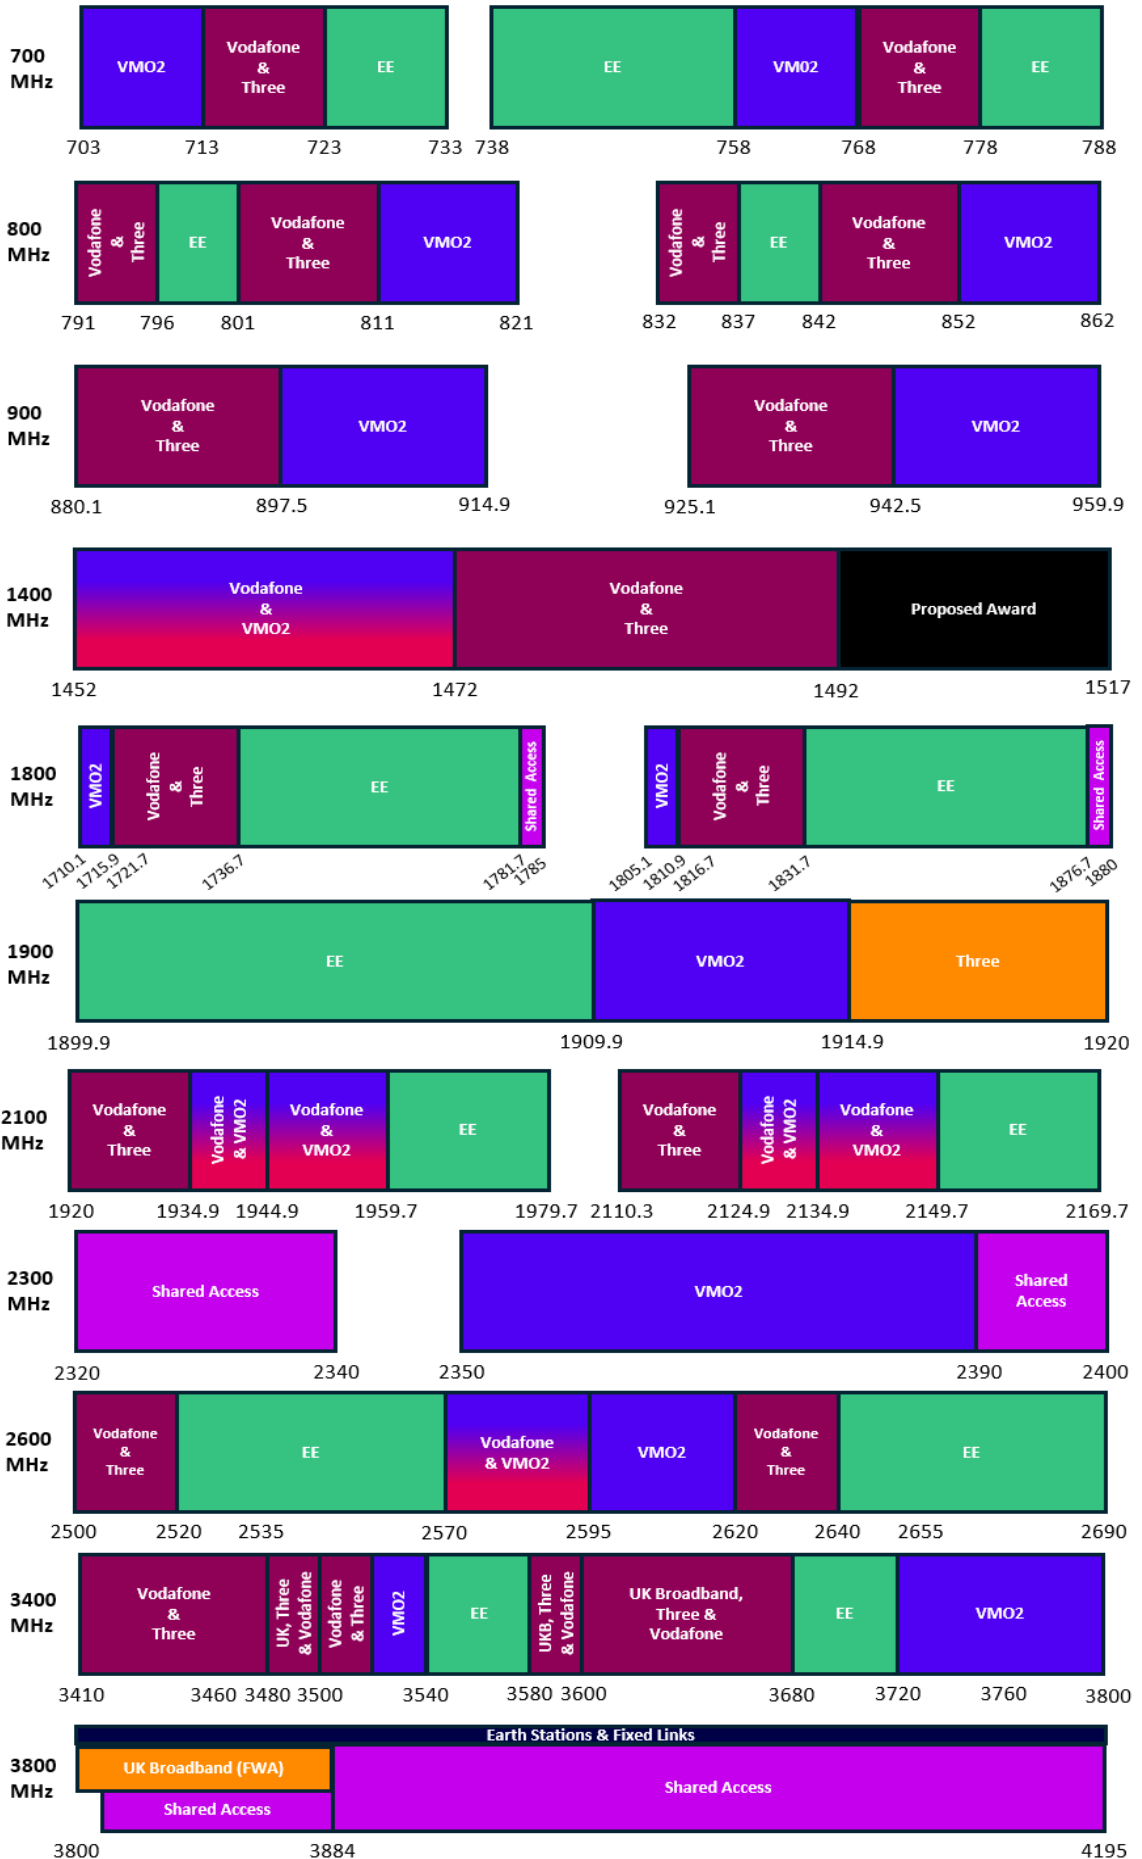 700
MHz
VMO2
Vodafone
&
Three
EE
EE
VM02
Vodafone
&
Three
EE
703
713
723
733
738
758
768
778
788
800
MHz
Vodafone
&
Three
EE
Vodafone
&
Three
VMO2
Vodafone
&
Three
EE
Vodafone
&
Three
VMO2
791
796
801
811
821
832
837
842
852
862
900
MHz
Vodafone
&
Three
VMO2
Vodafone
&
Three
VMO2
880.1
897.5
914.9
925.1
942.5
959.9
1400
MHz
Vodafone
&
VMO2
Vodafone
&
Three
Proposed Award
1452
1472
1492
1517
1800
MHz
VMO2
Vodafone
&
Three
EE
Shared Access
VMO2
Vodafone
&
Three
EE
Shared Access
1710.1
1715.9
1721.7
1736.7
1781.7
1785
1805.1
1810.9
1816.7
1831.7
1876.7
1880
1900
MHz
EE
VMO2
Three
1899.9
1909.9
1914.9
1920
2100
MHz
Vodafone
&
Three
Vodafone
& VMO2
Vodafone
&
VMO2
EE
Vodafone
&
Three
Vodafone
& VMO2
Vodafone
&
VMO2
EE
1920
1934.9
1944.9
1959.7
1979.7
2110.3
2124.9
2134.9
2149.7
2169.7
2300
MHz
Shared Access
VMO2
Shared
Access
2320
2340
2350
2390
2400
2600
MHz
Vodafone
&
Three
EE
Vodafone
& VMO2
VMO2
Vodafone
&
Three
EE
2500
2520
2535
2570
2595
2620
2640
2655
2690
3400
MHz
Vodafone
&
Three
UK, Three
& Vodafone
Vodafone
& Three
VMO2
EE
UKB, Three
& Vodafone
UK Broadband,
Three &
Vodafone
EE
VMO2
3410
3460
3480
3500
3540
3580
3600
3680
3720
3760
3800
3800
MHz
Earth Stations & Fixed Links
UK Broadband (FWA)
Shared Access
Shared Access
3800
3884
4195